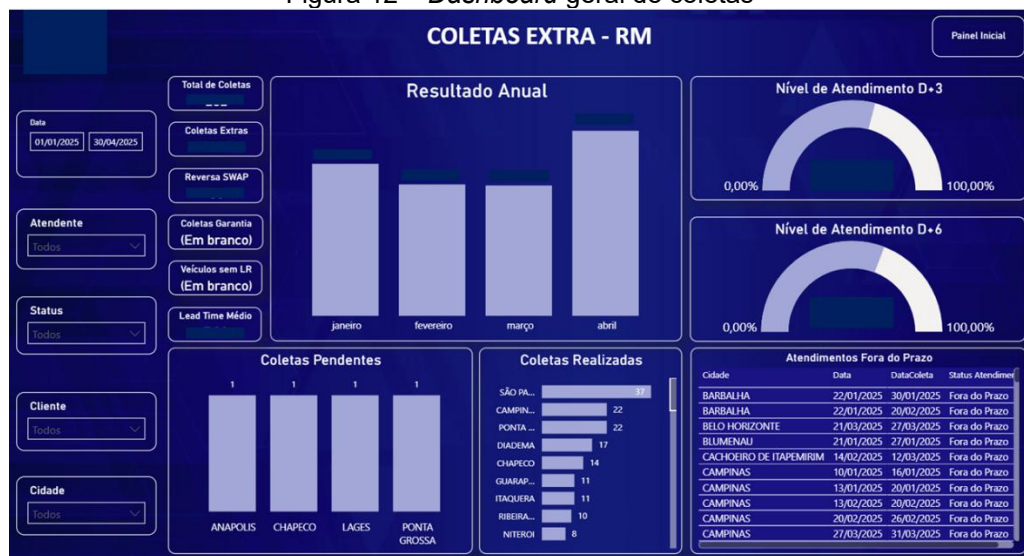 Figura 12 – Dashboard geral de coletas
COLETAS EXTRA - RM
Painel Inicial
Data
01/01/2025 30/04/2025
Atendente
Todos
Status
Todos
Cliente
Todos
Cidade
Todos
Total de Coletas
Coletas Extras
Reversa SWAP
Coletas Garantia
(Em branco)
Veículos sem LR
(Em branco)
Lead Time Médio
Resultado Anual
janeiro fevereiro março abril
Nível de Atendimento D+3
0,00% 100,00%
Nível de Atendimento D+6
0,00% 100,00%
Coletas Pendentes
1 1 1 1
ANAPOLIS CHAPECO LAGES PONTA
GROSSA
Coletas Realizadas
SÃO PA... 37
CAMPIN... 22
PONTA ... 22
DIADEMA 17
CHAPECO 14
GUARAP... 11
ITAQUERA 11
RIBEIRA... 10
NITEROI 8
Atendimentos Fora do Prazo
Cidade Data DataColeta Status Atendimen
BARBALHA 22/01/2025 30/01/2025 Fora do Prazo
BARBALHA 22/01/2025 20/02/2025 Fora do Prazo
BELO HORIZONTE 21/03/2025 27/03/2025 Fora do Prazo
BLUMENAU 21/01/2025 27/01/2025 Fora do Prazo
CACHOEIRO DE ITAPEMIRIM 14/02/2025 12/03/2025 Fora do Prazo
CAMPINAS 10/01/2025 16/01/2025 Fora do Prazo
CAMPINAS 13/01/2025 20/01/2025 Fora do Prazo
CAMPINAS 13/02/2025 20/02/2025 Fora do Prazo
CAMPINAS 20/02/2025 26/02/2025 Fora do Prazo
CAMPINAS 27/03/2025 31/03/2025 Fora do Prazo